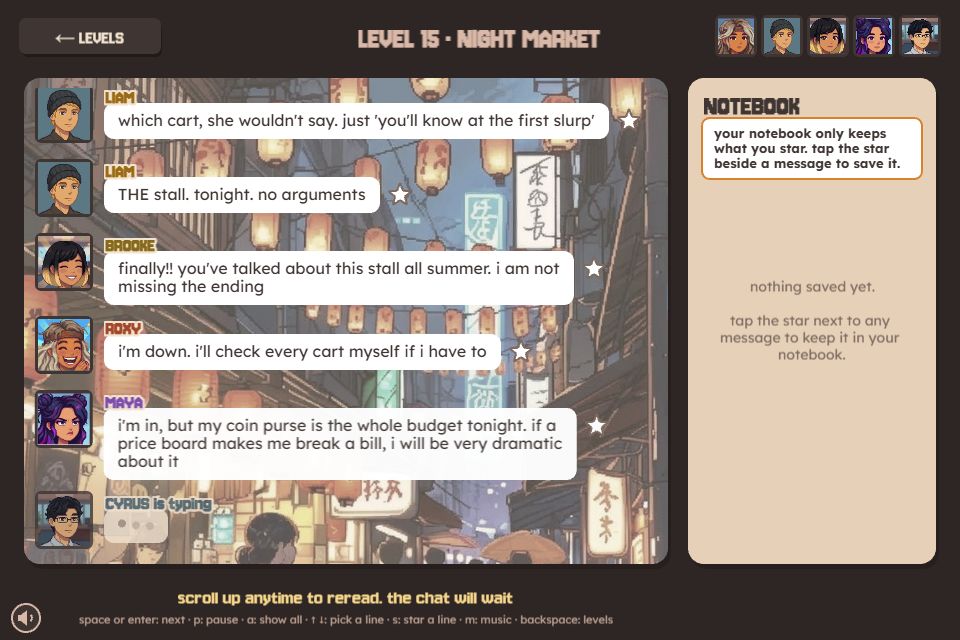 ← LEVELS
LEVEL 15 · NIGHT MARKET
LIAM
which cart, she wouldn't say. just 'you'll know at the first slurp'
LIAM
THE stall. tonight. no arguments
BROOKE
finally!! you've talked about this stall all summer. i am not
missing the ending
ROXY
i'm down. i'll check every cart myself if i have to
MAYA
i'm in, but my coin purse is the whole budget tonight. if a
price board makes me break a bill, i will be very dramatic
about it
CYRUS is typing
NOTEBOOK
your notebook only keeps
what you star. tap the star
beside a message to save it.
nothing saved yet.
tap the star next to any
message to keep it in your
notebook.
scroll up anytime to reread. the chat will wait
space or enter: next · p: pause · a: show all · ↑ ↓: pick a line · s: star a line · m: music · backspace: levels